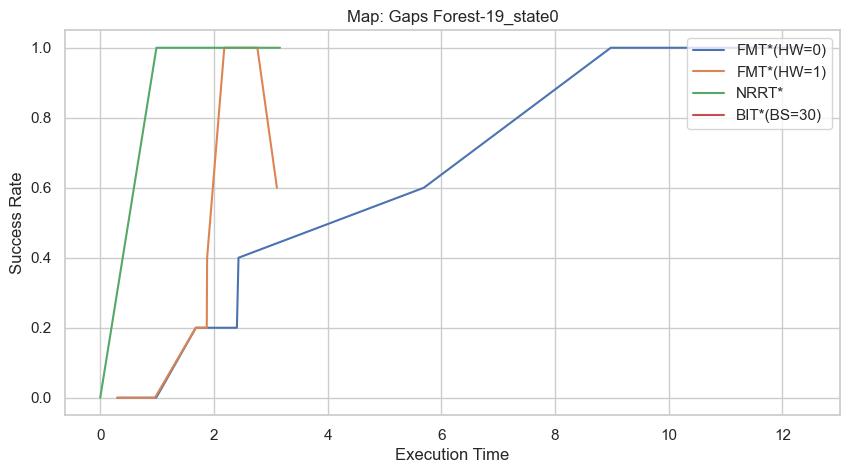 Map: Gaps Forest-19_state0
1.0
0.8
0.6
0.4
0.2
0.0
Success Rate
0
2
4
6
8
10
12
Execution Time
FMT*(HW=0)
FMT*(HW=1)
NRRT*
BIT*(BS=30)